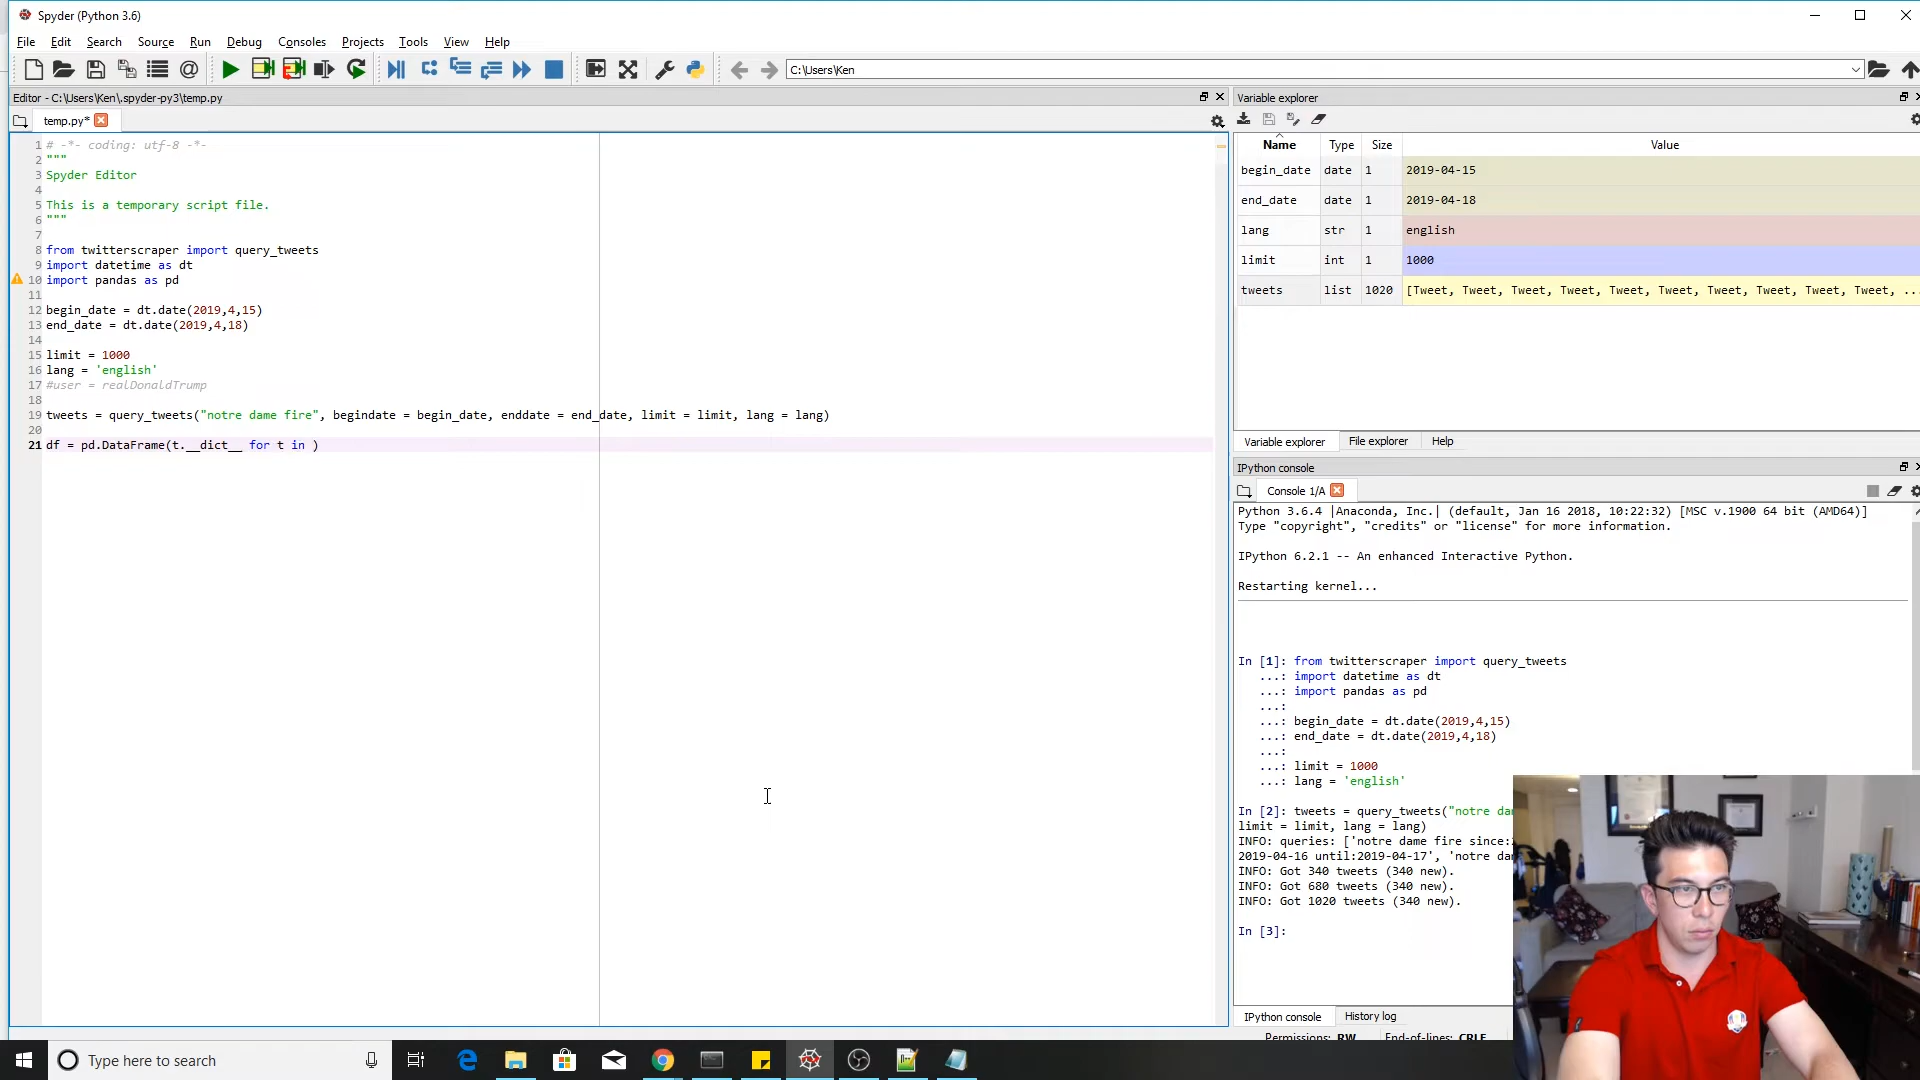 Spyder (Python 3.6)
File Edit Search Source Run Debug Consoles Projects Tools View Help
C:\Users\Ken
Editor - C:\Users\Ken\.spyder-py3\temp.py
temp.py*
1 # -*- coding: utf-8 -*-
2 """
3 Spyder Editor
4
5 This is a temporary script file.
6 """
7
8 from twitterscraper import query_tweets
9 import datetime as dt
10 import pandas as pd
11
12 begin_date = dt.date(2019,4,15)
13 end_date = dt.date(2019,4,18)
14
15 limit = 1000
16 lang = 'english'
17 #user = realDonaldTrump
18
19 tweets = query_tweets("notre dame fire", begindate = begin_date, enddate = end_date, limit = limit, lang = lang)
20
21 df = pd.DataFrame(t.__dict__ for t in )
Variable explorer
Name Type Size Value
begin_date date 1 2019-04-15
end_date date 1 2019-04-18
lang str 1 english
limit int 1 1000
tweets list 1020 [Tweet, Tweet, Tweet, Tweet, Tweet, Tweet, Tweet, Tweet, Tweet, Tweet, ..
Variable explorer File explorer Help
IPython console
Console 1/A
Python 3.6.4 |Anaconda, Inc.| (default, Jan 16 2018, 10:22:32) [MSC v.1900 64 bit (AMD64)]
Type "copyright", "credits" or "license" for more information.
IPython 6.2.1 -- An enhanced Interactive Python.
Restarting kernel...
In [1]: from twitterscraper import query_tweets
...: import datetime as dt
...: import pandas as pd
...:
...: begin_date = dt.date(2019,4,15)
...: end_date = dt.date(2019,4,18)
...:
...: limit = 1000
...: lang = 'english'
In [2]: tweets = query_tweets("notre da
limit = limit, lang = lang)
INFO: queries: ['notre dame fire since:
2019-04-16 until:2019-04-17', 'notre da
INFO: Got 340 tweets (340 new).
INFO: Got 680 tweets (340 new).
INFO: Got 1020 tweets (340 new).
In [3]:
IPython console History log
Permissions: RW End-of-lines: CRLF
Type here to search